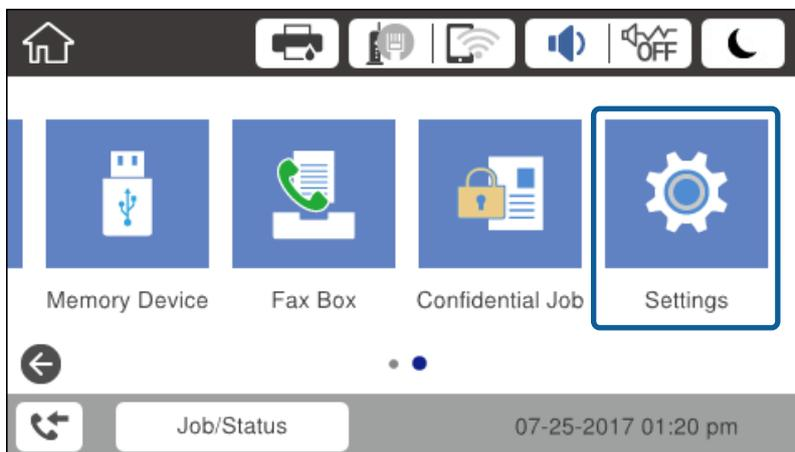 OFF
Memory Device
Fax Box
Confidential Job
Settings
Job/Status
07-25-2017 01:20 pm